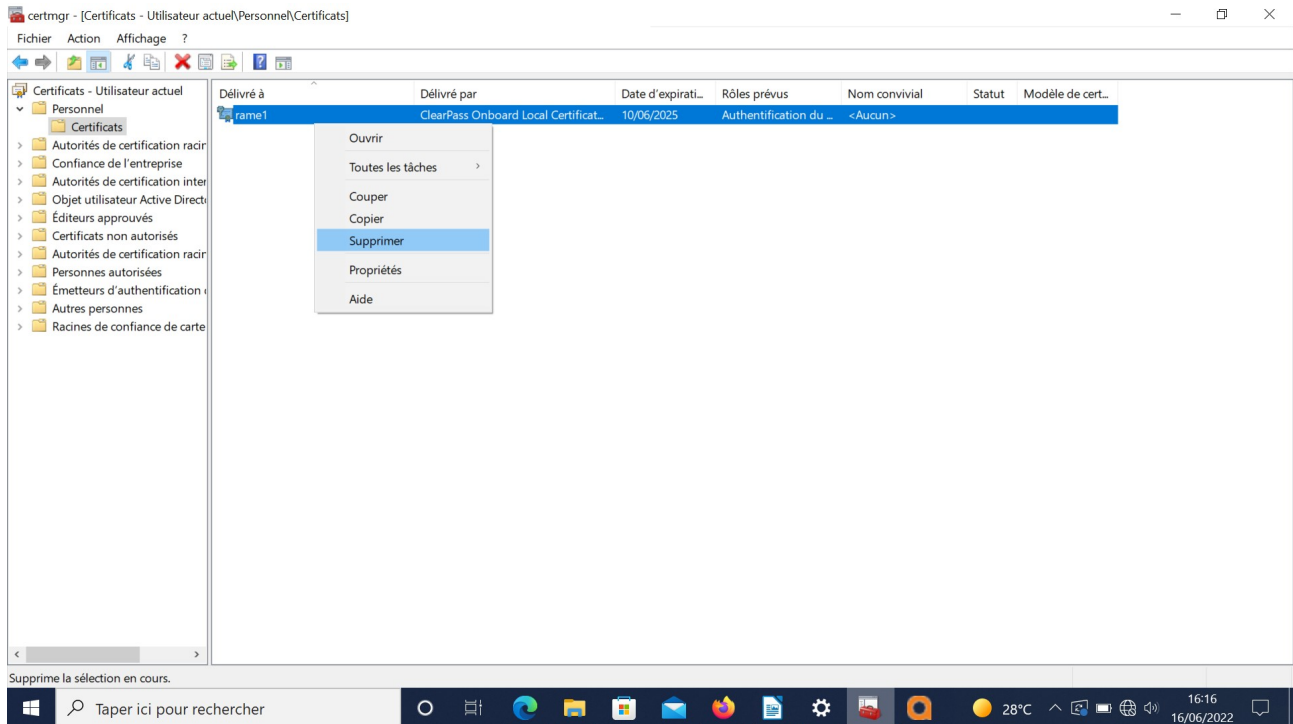 certmgr - [Certificats - Utilisateur actuel\Personnel\Certificats]
Fichier Action Affichage ?
Certificats - Utilisateur actuel
Personnel
Certificats
Autorités de certification racir
Confiance de l'entreprise
Autorités de certification inter
Objet utilisateur Active Directo
Éditeurs approuvés
Certificats non autorisés
Autorités de certification racir
Personnes autorisées
Émetteurs d'authentification
Autres personnes
Racines de confiance de carte
Délivré à Délivré par Date d'expirati... Rôles prévus Nom convivial Statut Modèle de cert...
rame1 ClearPass Onboard Local Certificat... 10/06/2025 Authentification du ... <Aucun>
Ouvrir
Toutes les tâches
Couper
Copier
Supprimer
Propriétés
Aide
Supprime la sélection en cours.
Taper ici pour rechercher
28°C
16:16
16/06/2022